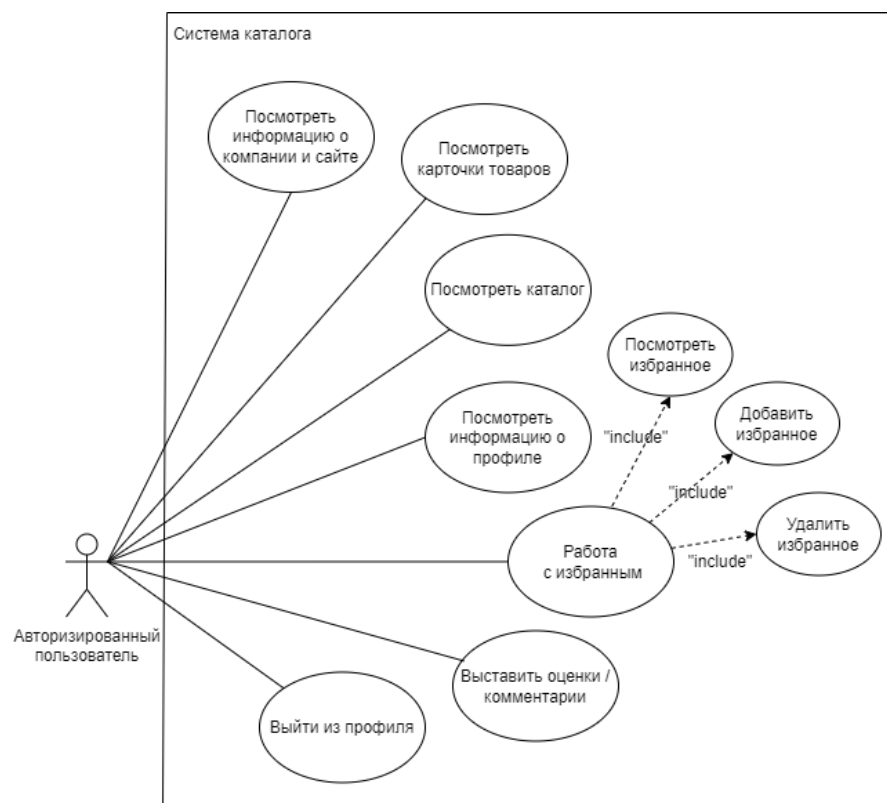 Система каталога
Посмотреть
информацию о
компании и сайте
Посмотреть
карточки товаров
Посмотреть каталог
Посмотреть
избранное
Добавить
избранное
"include"
Посмотреть
информацию о
профиле
"include"
Удалить
избранное
"include"
Работа
с избранным
Авторизированный
пользователь
Выставить оценки /
комментарии
Выйти из профиля